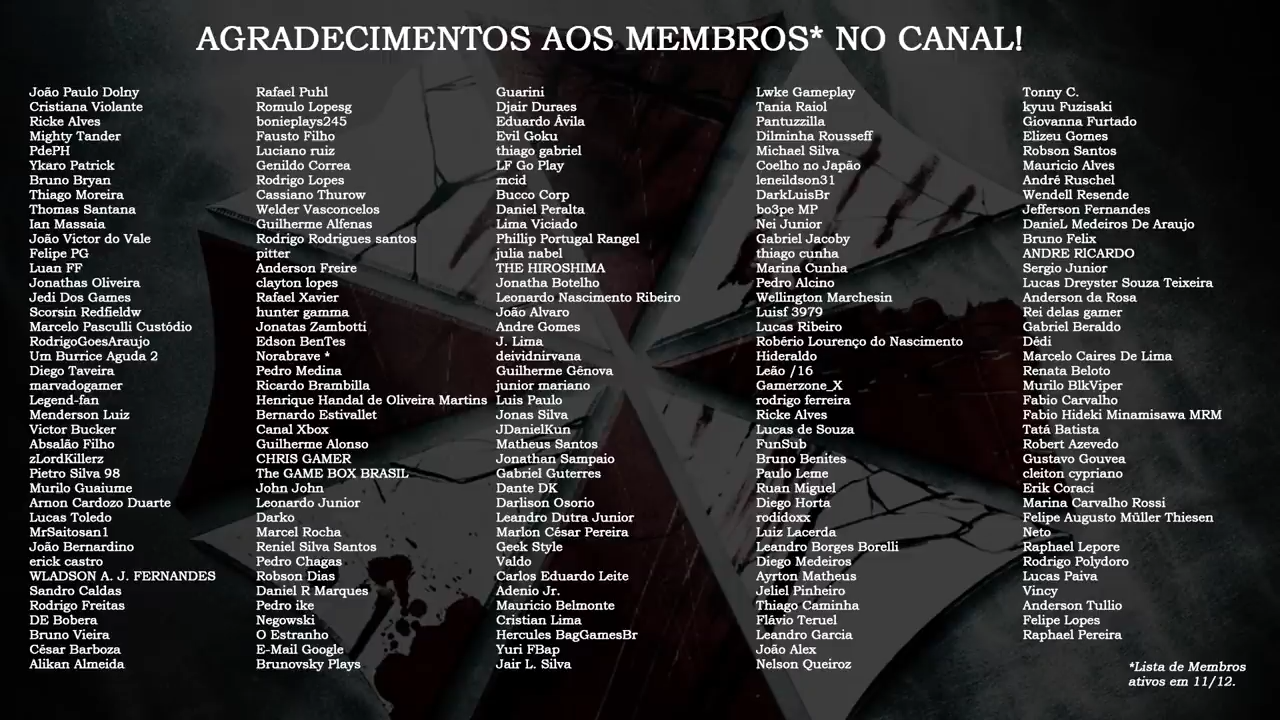 AGRADECIMENTOS AOS MEMBROS* NO CANAL!
João Paulo Dolny
Cristiana Violante
Ricke Alves
Mighty Tander
PdePH
Ykaro Patrick
Bruno Bryan
Thiago Moreira
Thomas Santana
Ian Massaia
João Victor do Vale
Felipe PG
Luan FF
Jonathas Oliveira
Jedi Dos Games
Scorsin Redfieldw
Marcelo Pasculli Custódio
RodrigoGoesAraujo
Um Burrice Aguda 2
Diego Taveira
marvadogamer
Legend-fan
Menderson Luiz
Victor Bucker
Absalão Filho
zLordKillerz
Pietro Silva 98
Murilo Guaiume
Arnon Cardozo Duarte
Lucas Toledo
MrSaitosan1
João Bernardino
erick castro
WLADSON A. J. FERNANDES
Sandro Caldas
Rodrigo Freitas
DE Bobera
Bruno Vieira
César Barboza
Alikan Almeida
Rafael Puhl
Romulo Lopesg
bonieplays245
Fausto Filho
Luciano ruiz
Genildo Correa
Rodrigo Lopes
Cassiano Thurow
Welder Vasconcelos
Guilherme Alfenas
Rodrigo Rodrigues santos
pitter
Anderson Freire
clayton lopes
Rafael Xavier
hunter gamma
Jonatas Zambotti
Edson BenTes
Norabrave *
Pedro Medina
Ricardo Brambilla
Henrique Handal de Oliveira Martins
Bernardo Estivallet
Canal Xbox
Guilherme Alonso
CHRIS GAMER
The GAME BOX BRASIL
John John
Leonardo Junior
Darko
Marcel Rocha
Reniel Silva Santos
Pedro Chagas
Robson Dias
Daniel R Marques
Pedro ike
Negowski
O Estranho
E-Mail Google
Brunovsky Plays
Guarini
Djair Duraes
Eduardo Ávila
Evil Goku
thiago gabriel
LF Go Play
mcid
Bucco Corp
Daniel Peralta
Lima Viciado
Phillip Portugal Rangel
julia nabel
THE HIROSHIMA
Jonatha Botelho
Leonardo Nascimento Ribeiro
João Alvaro
Andre Gomes
J. Lima
deividnirvana
Guilherme Gênova
junior mariano
Luis Paulo
Jonas Silva
JDanielKun
Matheus Santos
Jonathan Sampaio
Gabriel Guterres
Dante DK
Darlison Osorio
Leandro Dutra Junior
Marlon César Pereira
Geek Style
Valdo
Carlos Eduardo Leite
Adenio Jr.
Mauricio Belmonte
Cristian Lima
Hercules BagGamesBr
Yuri FBap
Jair L. Silva
Lwke Gameplay
Tania Raiol
Pantuzzilla
Dilminha Rousseff
Michael Silva
Coelho no Japão
leneildson31
DarkLuisBr
bo3pe MP
Nei Junior
Gabriel Jacoby
thiago cunha
Marina Cunha
Pedro Alcino
Wellington Marchesin
Luisf 3979
Lucas Ribeiro
Robério Lourenço do Nascimento
Hideraldo
Leão /16
Gamerzone_X
rodrigo ferreira
Ricke Alves
Lucas de Souza
FunSub
Bruno Benites
Paulo Leme
Ruan Miguel
Diego Horta
rodidoxx
Luiz Lacerda
Leandro Borges Borelli
Diego Medeiros
Ayrton Matheus
Jeliel Pinheiro
Thiago Caminha
Flávio Teruel
Leandro Garcia
João Alex
Nelson Queiroz
Tonny C.
kyuu Fuzisaki
Giovanna Furtado
Elizeu Gomes
Robson Santos
Mauricio Alves
André Ruschel
Wendell Resende
Jefferson Fernandes
DanieL Medeiros De Araujo
Bruno Felix
ANDRE RICARDO
Sergio Junior
Lucas Dreyster Souza Teixeira
Anderson da Rosa
Rei delas gamer
Gabriel Beraldo
Dédi
Marcelo Caires De Lima
Renata Beloto
Murilo BlkViper
Fabio Carvalho
Fabio Hideki Minamisawa MRM
Tatá Batista
Robert Azevedo
Gustavo Gouvea
cleiton cypriano
Erik Coraci
Marina Carvalho Rossi
Felipe Augusto Müller Thiesen
Neto
Raphael Lepore
Rodrigo Polydoro
Lucas Paiva
Vincy
Anderson Tullio
Felipe Lopes
Raphael Pereira
*Lista de Membros
ativos em 11/12.